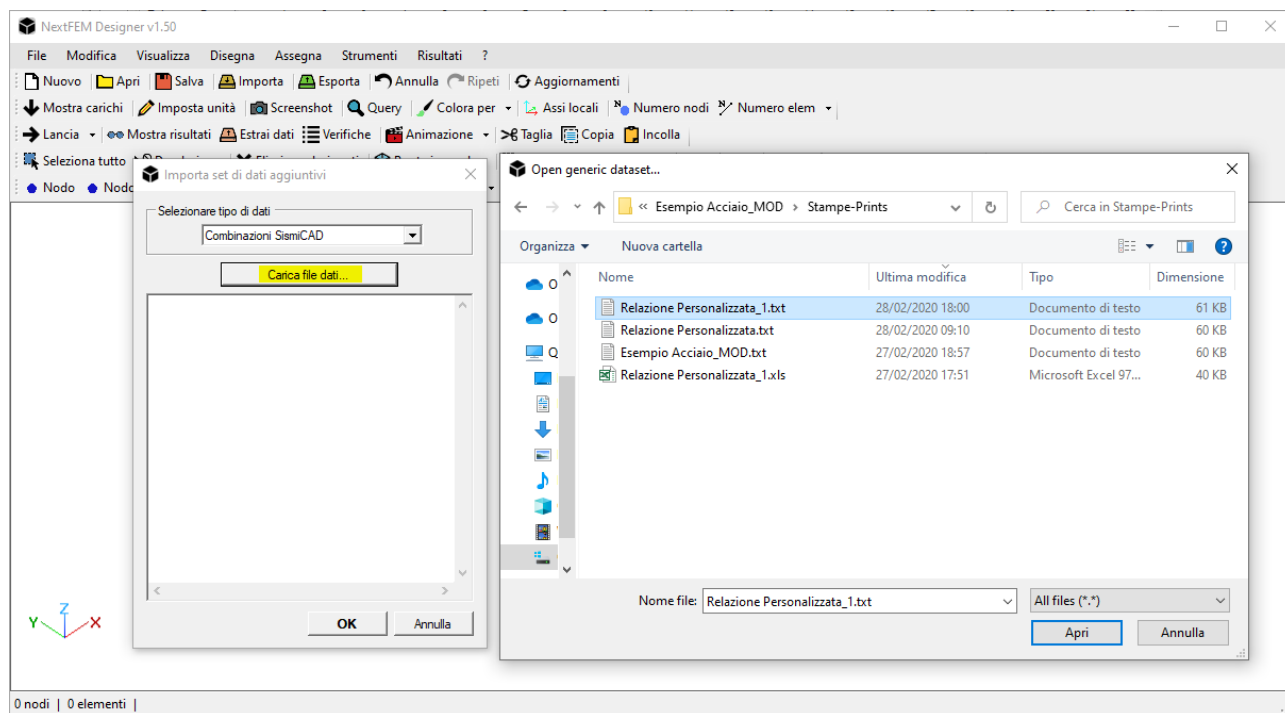 NextFEM Designer v1.50
File Modifica Visualizza Disegna Assegna Strumenti Risultati ?
Nuovo Apri Salva Importa Esporta Annulla Ripeti Aggiornamenti
Mostra carichi Imposta unità Screenshot Query Colora per Assi locali Numero nodi Numero elem
Lancia Mostra risultati Estrai dati Verifiche Animazione Taglia Copia Incolla
Seleziona tutto
Nodo Nodo
Importa set di dati aggiuntivi
Selezionare tipo di dati
Combinazioni SismiCAD
Carica file dati...
OK Annulla
Open generic dataset...
« Esempio Acciaio_MOD > Stampe-Prints Cerca in Stampe-Prints
Organizza Nuova cartella
Nome Ultima modifica Tipo Dimensione
Relazione Personalizzata_1.txt 28/02/2020 18:00 Documento di testo 61 KB
Relazione Personalizzata.txt 28/02/2020 09:10 Documento di testo 60 KB
Esempio Acciaio_MOD.txt 27/02/2020 18:57 Documento di testo 60 KB
Relazione Personalizzata_1.xls 27/02/2020 17:51 Microsoft Excel 97... 40 KB
O
O
Q
Nome file: Relazione Personalizzata_1.txt All files (*.*)
Apri Annulla
Z
Y X
0 nodi | 0 elementi |